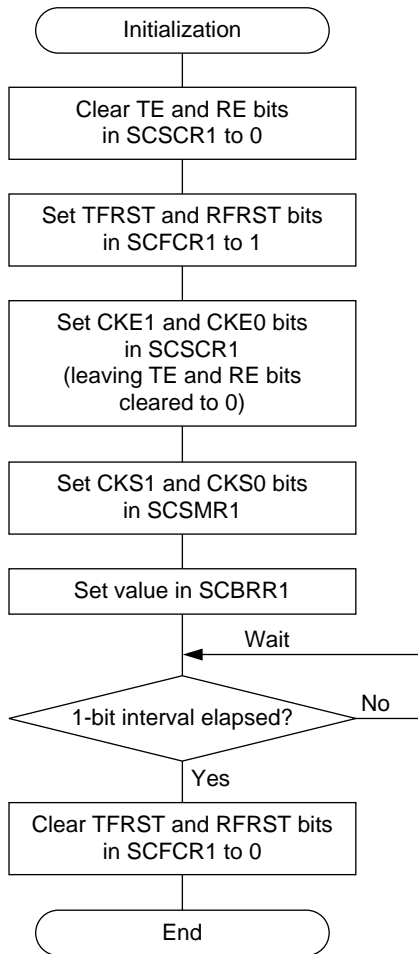 Initialization
Clear TE and RE bits
in SCSCR1 to 0
Set TFRST and RFRST bits
in SCFCR1 to 1
Set CKE1 and CKE0 bits
in SCSCR1
(leaving TE and RE bits
cleared to 0)
Set CKS1 and CKS0 bits
in SCSMR1
Set value in SCBRR1
Wait
1-bit interval elapsed?
No
Yes
Clear TFRST and RFRST bits
in SCFCR1 to 0
End